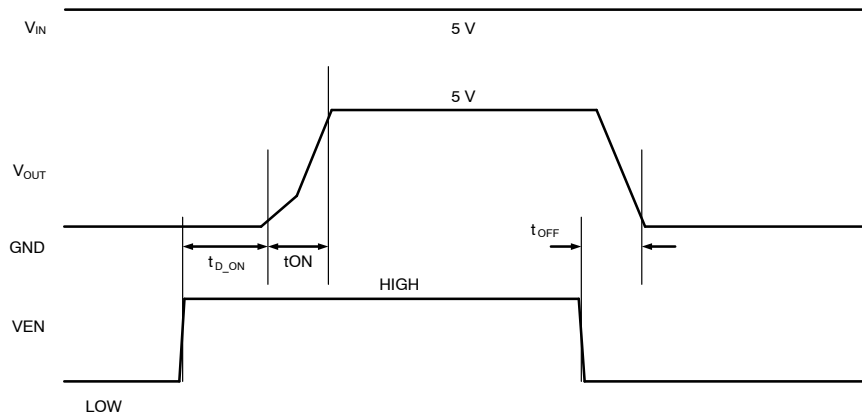 VIN
5 V
5 V
VOUT
GND
tD_ON
tON
tOFF
HIGH
VEN
LOW